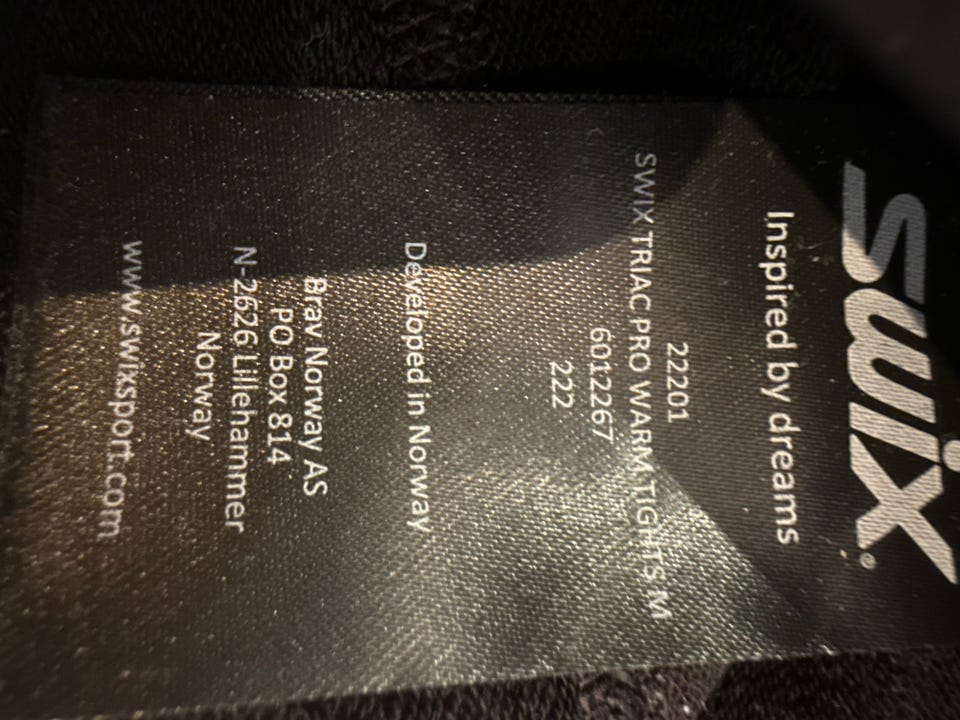 swix
Inspired by dreams
22201
SWIX TRIAC PRO WARM TIGHTS M
6012267
222
Developed in Norway
Brav Norway AS
PO Box 814
N-2626 Lillehammer
Norway
www.swixsport.com